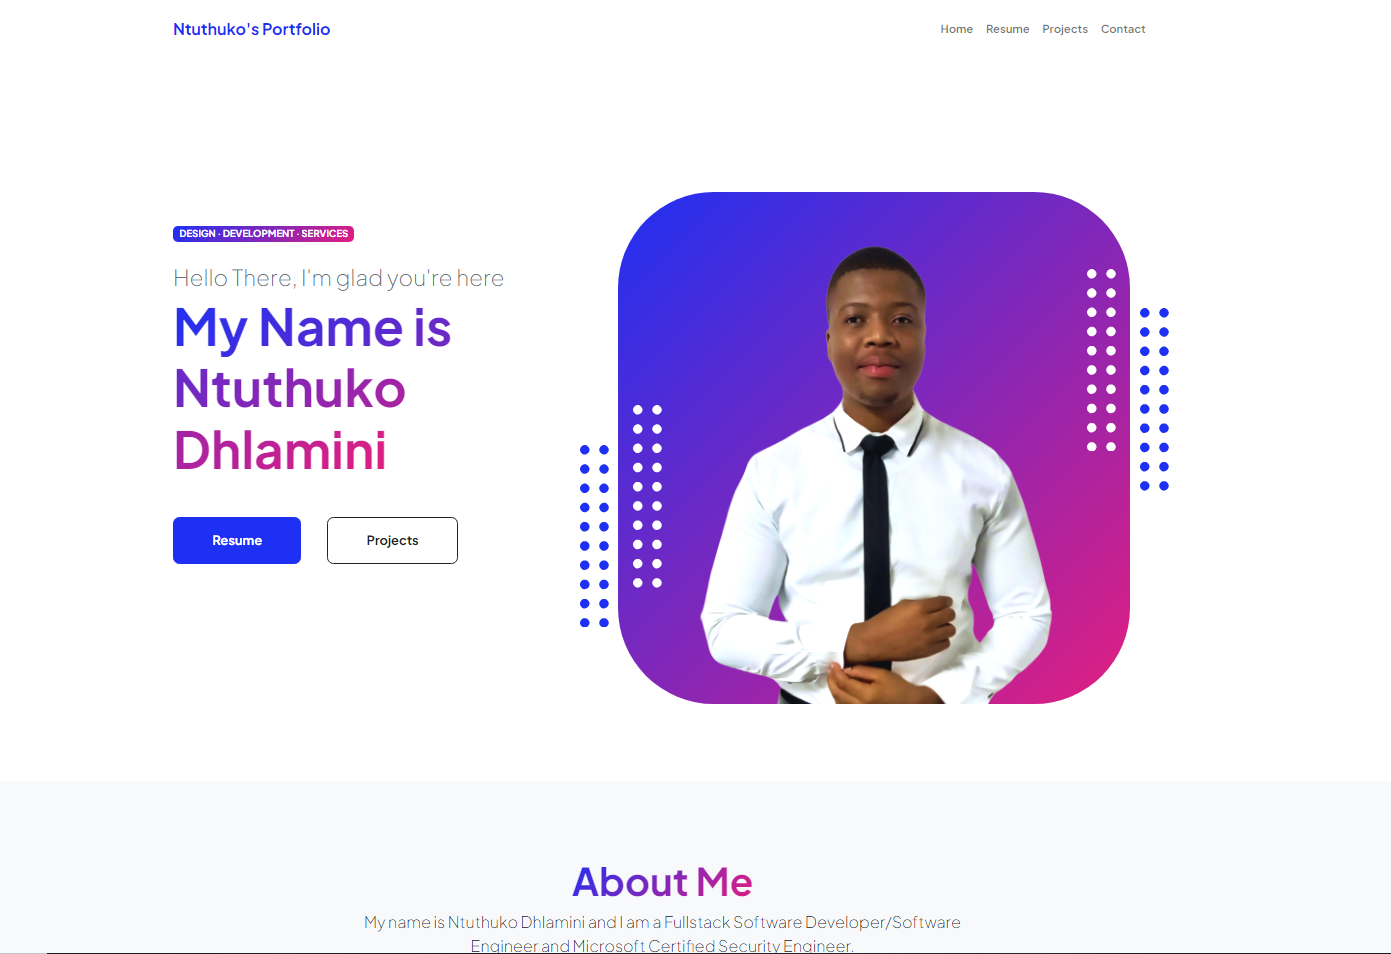 Ntuthuko's Portfolio
Home Resume Projects Contact
DESIGN · DEVELOPMENT · SERVICES
Hello There, I'm glad you're here
My Name is
Ntuthuko
Dhlamini
Resume Projects
About Me
My name is Ntuthuko Dhlamini and I am a Fullstack Software Developer/Software
Engineer and Microsoft Certified Security Engineer.